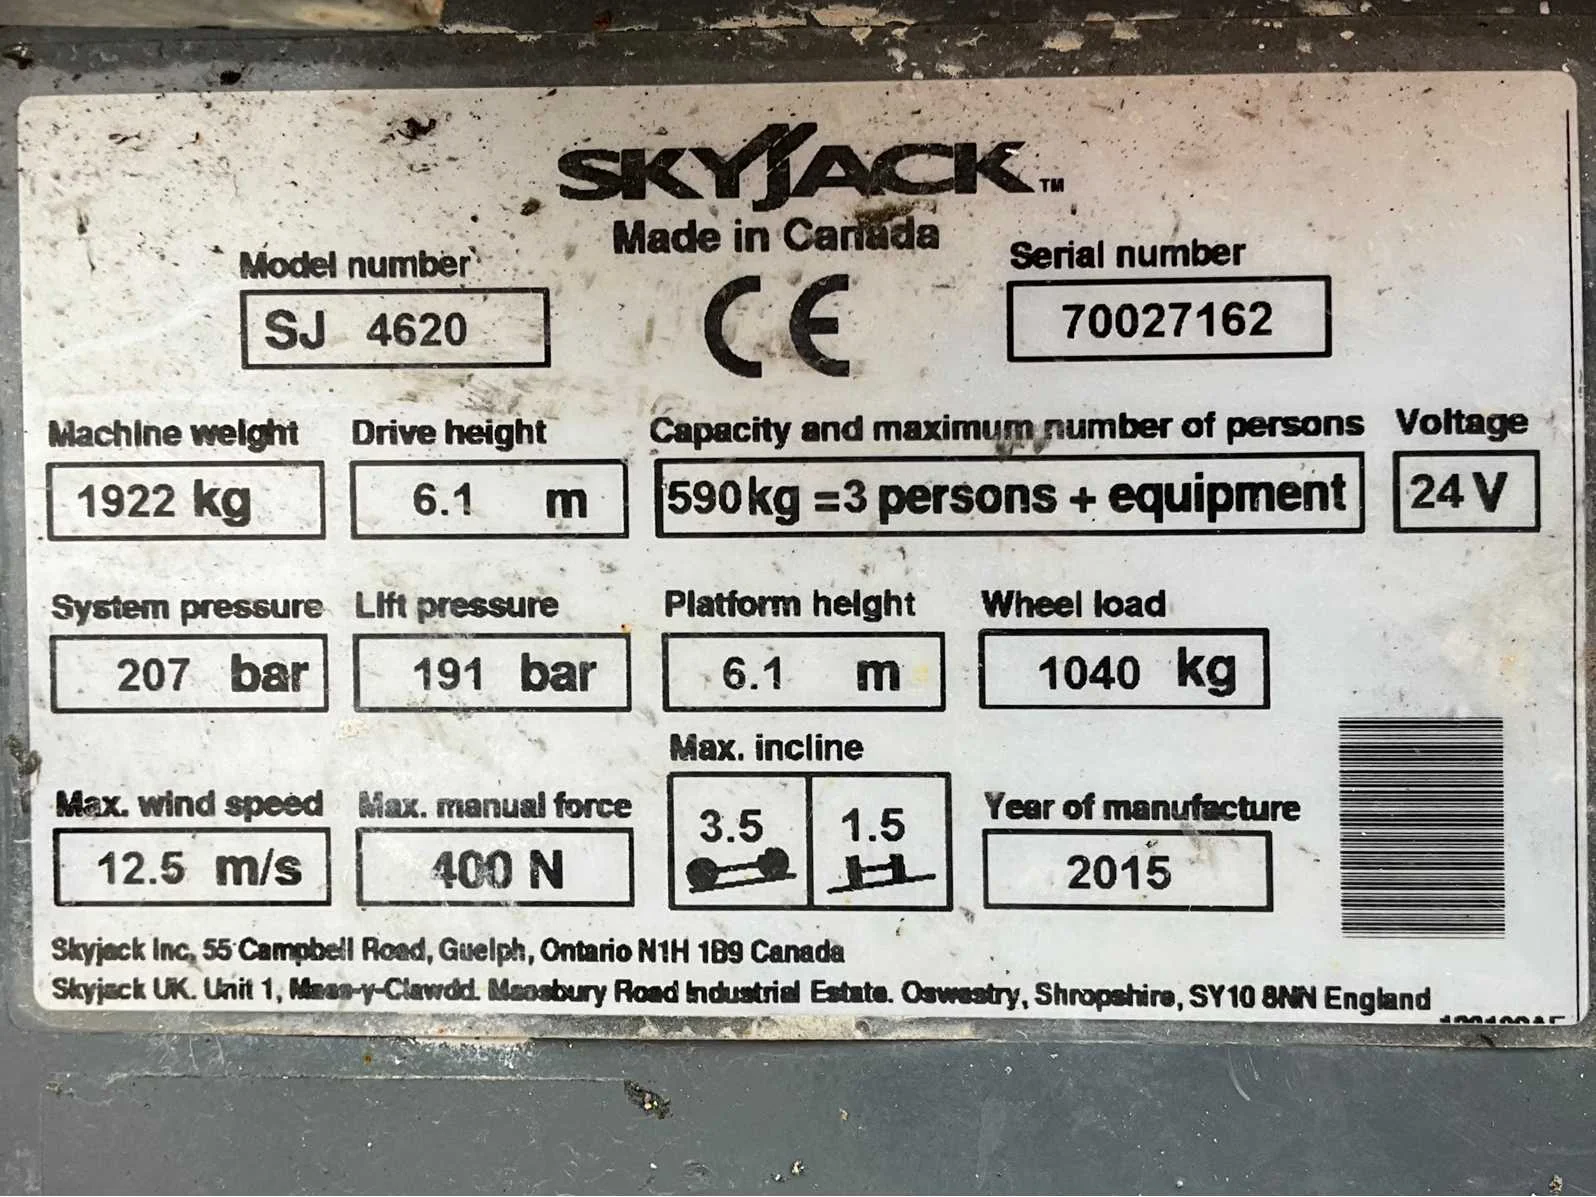 SKYJACK™
Made in Canada
Model number
SJ 4620
CE
Serial number
70027162
Machine weight
1922 kg
Drive height
6.1 m
Capacity and maximum number of persons
590kg =3 persons + equipment
Voltage
24 V
System pressure
207 bar
Lift pressure
191 bar
Platform height
6.1 m
Wheel load
1040 kg
Max. wind speed
12.5 m/s
Max. manual force
400 N
Max. incline
3.5 1.5
Year of manufacture
2015
Skyjack Inc, 55 Campbell Road, Guelph, Ontario N1H 1B9 Canada
Skyjack UK. Unit 1, Maes-y-Clawdd. Maesbury Road Industrial Estate. Oswestry, Shropshire, SY10 8NN England